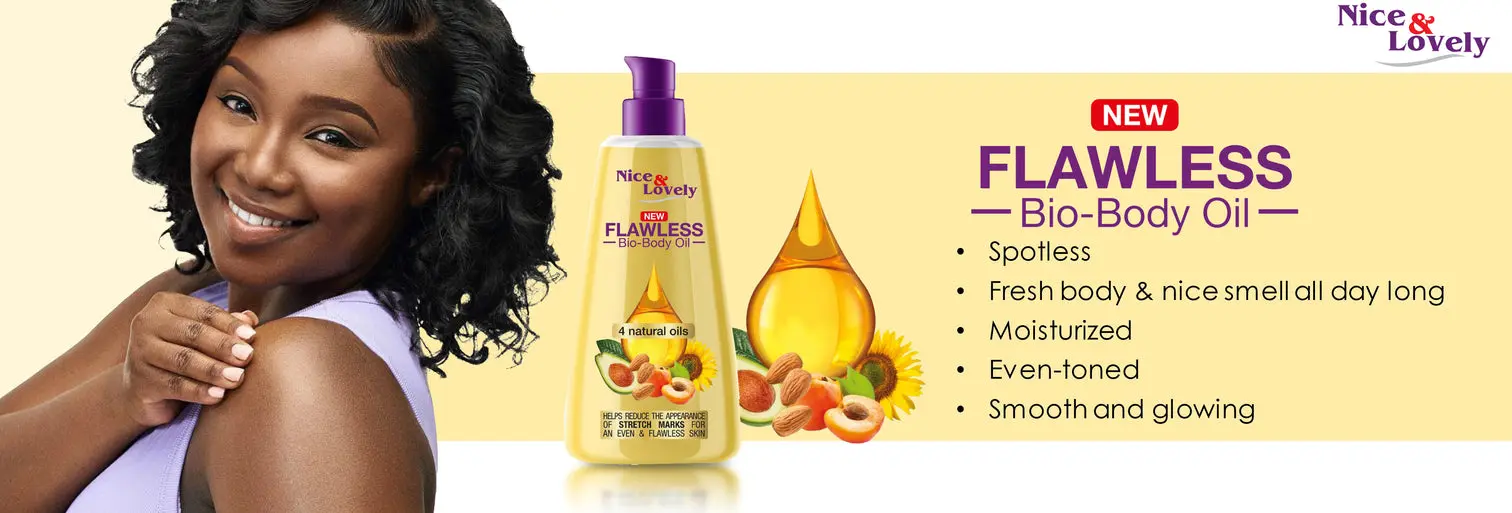 Nice &
Lovely
NEW
FLAWLESS
Bio-Body Oil
• Spotless
• Fresh body & nice smell all day long
• Moisturized
• Even-toned
• Smooth and glowing
Nice &
Lovely
NEW
FLAWLESS
Bio-Body Oil
4 natural oils
HELPS REDUCE THE APPEARANCE
OF STRETCH MARKS FOR
AN EVEN & FLAWLESS SKIN